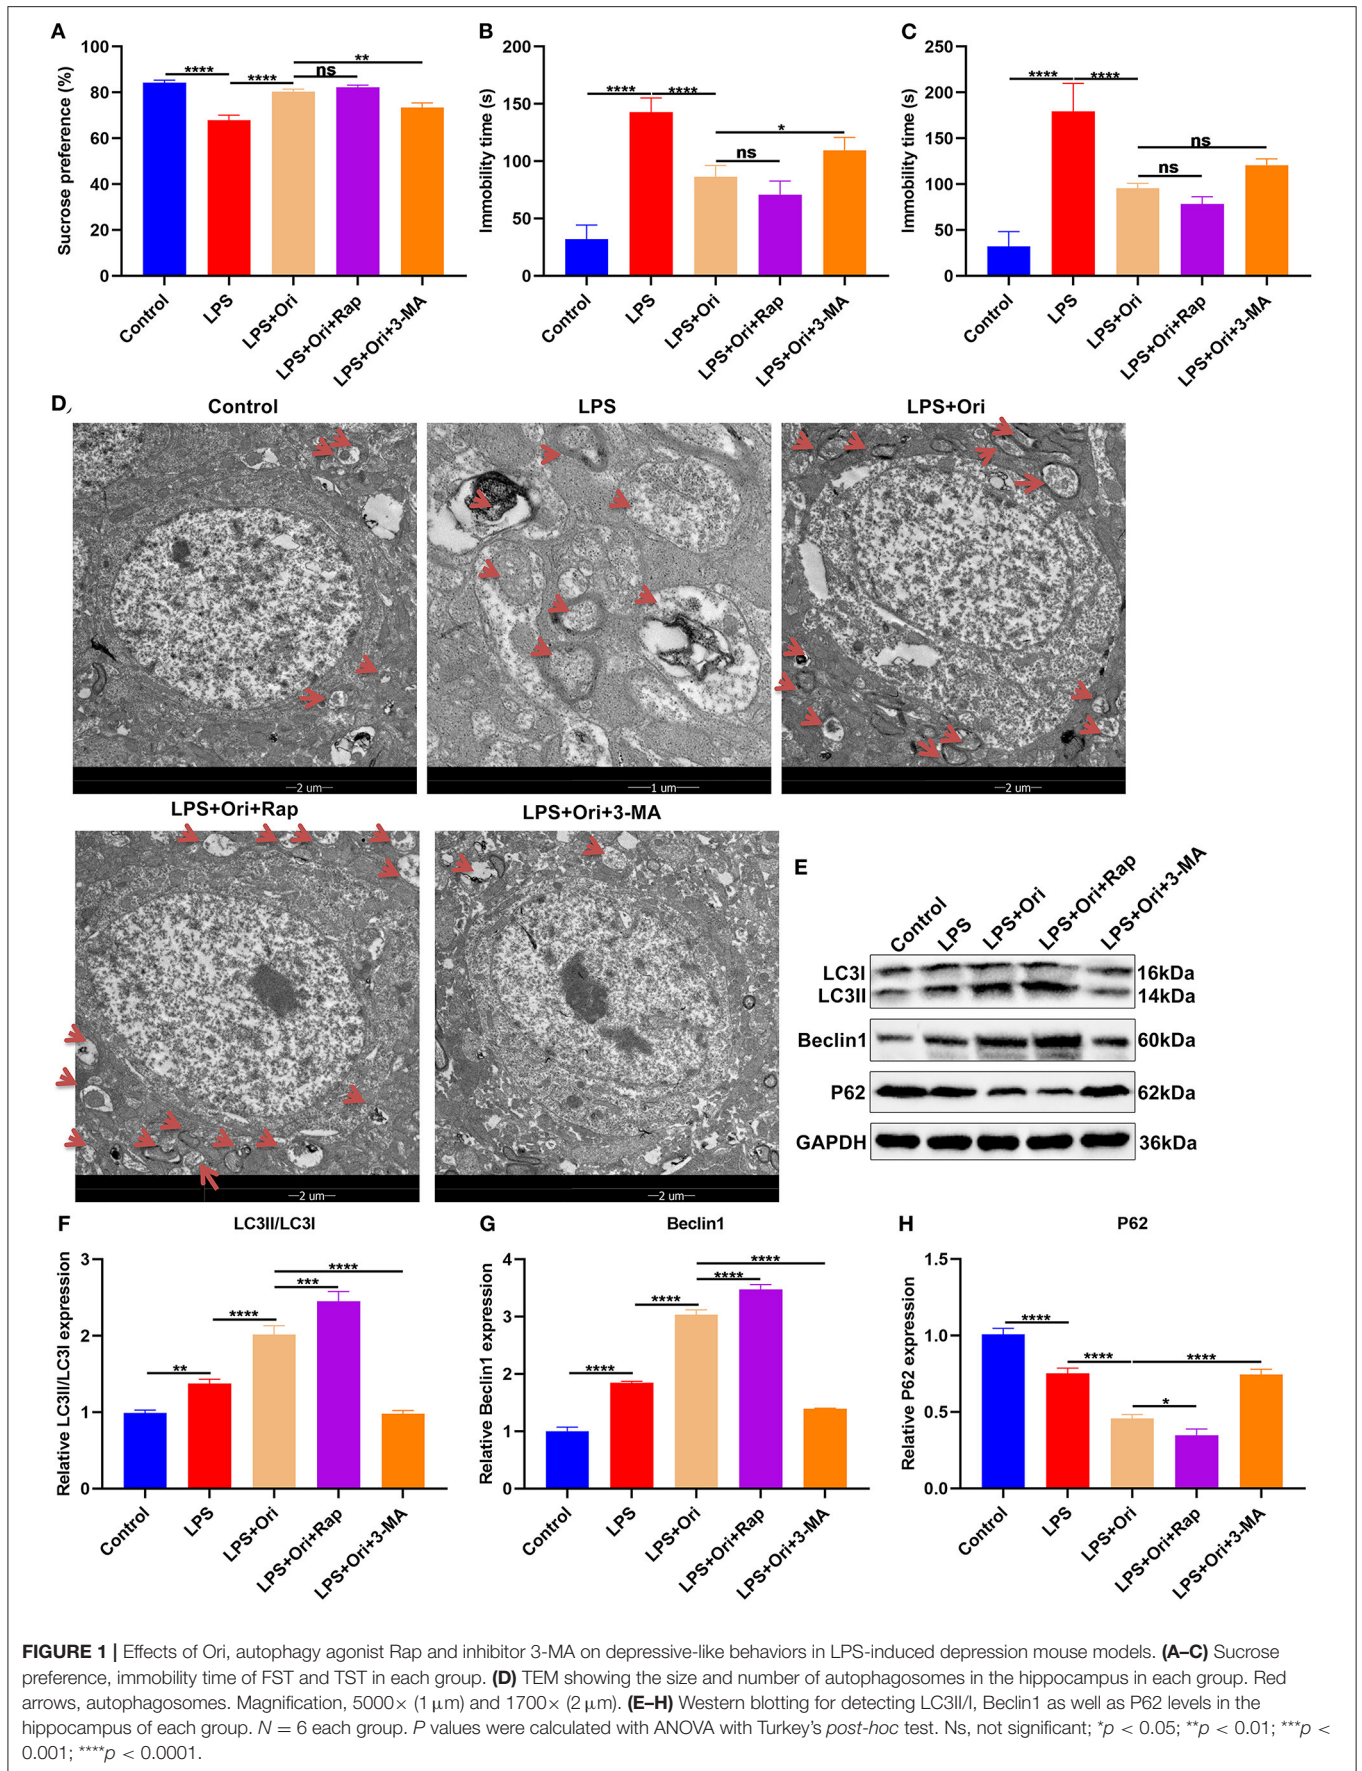 A
Sucrose preference (%)
100
80
60
40
20
0
****
****
ns
**
Control
LPS
LPS+Ori
LPS+Ori+Rap
LPS+Ori+3-MA
B
Immobility time (s)
200
150
100
50
0
****
****
ns
*
Control
LPS
LPS+Ori
LPS+Ori+Rap
LPS+Ori+3-MA
C
Immobility time (s)
250
200
150
100
50
0
****
****
ns
ns
Control
LPS
LPS+Ori
LPS+Ori+Rap
LPS+Ori+3-MA
D
Control
LPS
LPS+Ori
2 um
1 um
2 um
LPS+Ori+Rap
LPS+Ori+3-MA
2 um
2 um
E
Control
LPS
LPS+Ori
LPS+Ori+Rap
LPS+Ori+3-MA
LC3I 16kDa
LC3II 14kDa
Beclin1 60kDa
P62 62kDa
GAPDH 36kDa
F
LC3II/LC3I
Relative LC3II/LC3I expression
3
2
1
0
**
****
***
****
Control
LPS
LPS+Ori
LPS+Ori+Rap
LPS+Ori+3-MA
G
Beclin1
Relative Beclin1 expression
4
3
2
1
0
****
****
****
****
Control
LPS
LPS+Ori
LPS+Ori+Rap
LPS+Ori+3-MA
H
P62
Relative P62 expression
1.5
1.0
0.5
0.0
****
****
*
****
Control
LPS
LPS+Ori
LPS+Ori+Rap
LPS+Ori+3-MA
FIGURE 1 | Effects of Ori, autophagy agonist Rap and inhibitor 3-MA on depressive-like behaviors in LPS-induced depression mouse models. (A–C) Sucrose
preference, immobility time of FST and TST in each group. (D) TEM showing the size and number of autophagosomes in the hippocampus in each group. Red
arrows, autophagosomes. Magnification, 5000× (1 μm) and 1700× (2 μm). (E–H) Western blotting for detecting LC3II/I, Beclin1 as well as P62 levels in the
hippocampus of each group. N = 6 each group. P values were calculated with ANOVA with Turkey's post-hoc test. Ns, not significant; *p < 0.05; **p < 0.01; ***p <
0.001; ****p < 0.0001.